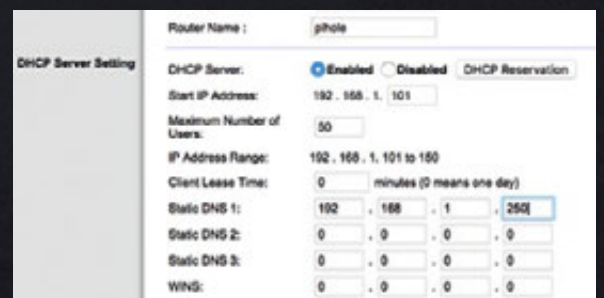 Router Name : pihole
DHCP Server Setting
DHCP Server: Enabled Disabled DHCP Reservation
Start IP Address: 192 . 168 . 1. 101
Maximum Number of
Users: 50
IP Address Range: 192 . 168 . 1. 101 to 150
Client Lease Time: 0 minutes (0 means one day)
Static DNS 1: 192 . 168 . 1 . 250
Static DNS 2: 0 . 0 . 0 . 0
Static DNS 3: 0 . 0 . 0 . 0
WINS: 0 . 0 . 0 . 0